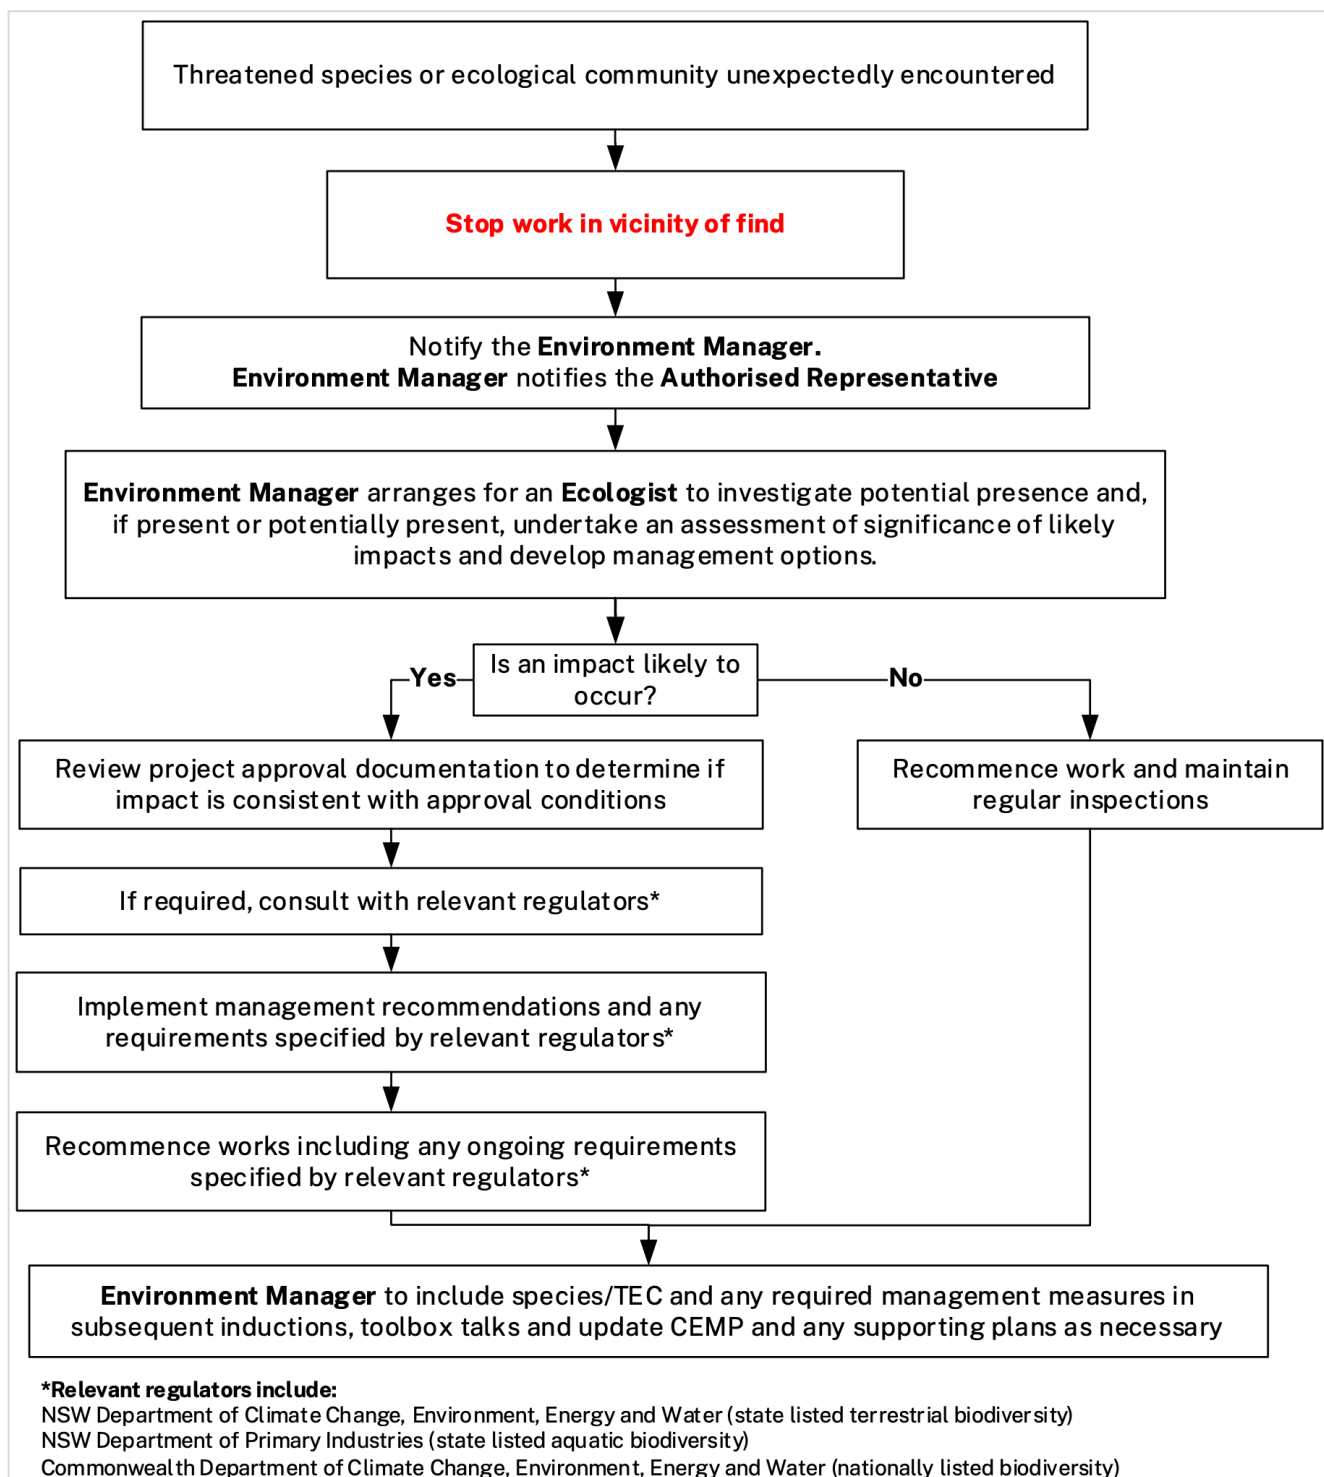 Threatened species or ecological community unexpectedly encountered
Stop work in vicinity of find
Notify the Environment Manager.
Environment Manager notifies the Authorised Representative
Environment Manager arranges for an Ecologist to investigate potential presence and,
if present or potentially present, undertake an assessment of significance of likely
impacts and develop management options.
Is an impact likely to
occur?
Yes
No
Review project approval documentation to determine if
impact is consistent with approval conditions
Recommence work and maintain
regular inspections
If required, consult with relevant regulators*
Implement management recommendations and any
requirements specified by relevant regulators*
Recommence works including any ongoing requirements
specified by relevant regulators*
Environment Manager to include species/TEC and any required management measures in
subsequent inductions, toolbox talks and update CEMP and any supporting plans as necessary
*Relevant regulators include:
NSW Department of Climate Change, Environment, Energy and Water (state listed terrestrial biodiversity)
NSW Department of Primary Industries (state listed aquatic biodiversity)
Commonwealth Department of Climate Change, Environment, Energy and Water (nationally listed biodiversity)